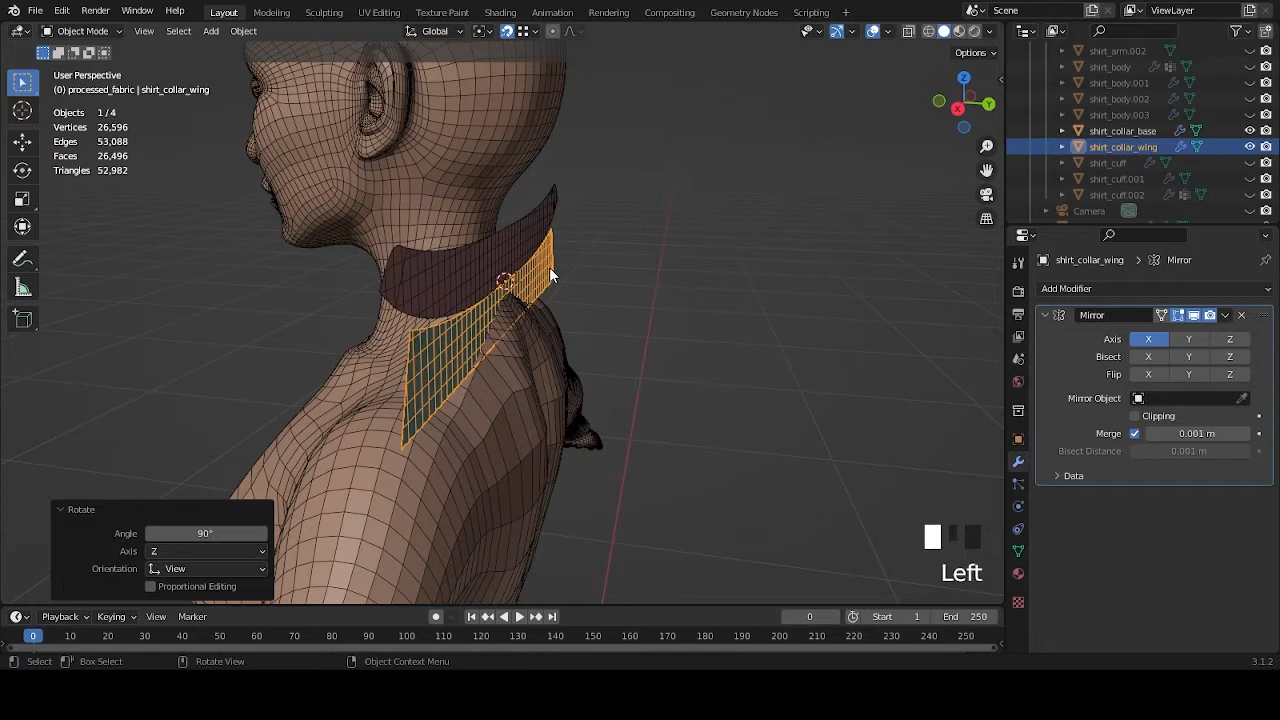 File Edit Render Window Help Layout Modeling Sculpting UV Editing Texture Paint Shading Animation Rendering Compositing Geometry Nodes Scripting + Scene ViewLayer
Object Mode View Select Add Object Global
Options
User Perspective
(0) processed_fabric | shirt_collar_wing
Objects 1/4
Vertices 26,596
Edges 53,088
Faces 26,496
Triangles 52,982
Z
Y
X
shirt_arm.002
shirt_body
shirt_body.001
shirt_body.002
shirt_body.003
shirt_collar_base
shirt_collar_wing
shirt_cuff
shirt_cuff.001
shirt_cuff.002
Camera
shirt_collar_wing > Mirror
Add Modifier
Mirror
Axis X Y Z
Bisect X Y Z
Flip X Y Z
Mirror Object
Clipping
Merge 0.001 m
Bisect Distance 0.001 m
Data
Rotate
Angle 90°
Axis Z
Orientation View
Proportional Editing
Left
Playback Keying View Marker 0 Start 1 End 250
0 10 20 30 40 50 60 70 80 90 100 110 120 130 140 150 160 170 180 190 200 210 220 230 240 250
Select Box Select Rotate View Object Context Menu 3.1.2